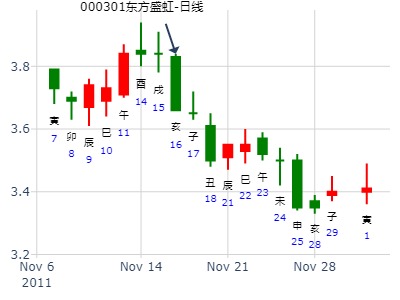 000301东方盛虹-日线
3.8
3.6
3.4
3.2
寅
7
卯
8
辰
9
巳
10
午
11
酉
14
戌
15
亥
16
子
17
丑
18
辰
21
巳
22
午
23
未
24
申
25
亥
28
子
29
寅
1
Nov 6
2011
Nov 14
Nov 21
Nov 28